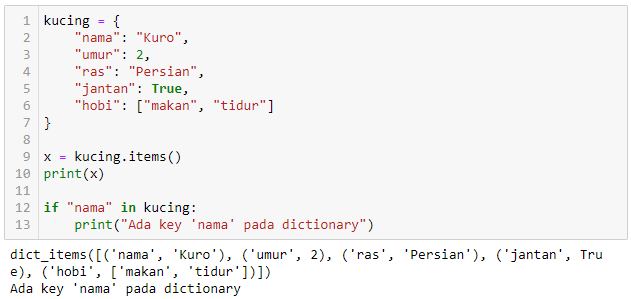 1 kucing = {
2     "nama": "Kuro",
3     "umur": 2,
4     "ras": "Persian",
5     "jantan": True,
6     "hobi": ["makan", "tidur"]
7 }
8
9 x = kucing.items()
10 print(x)
11
12 if "nama" in kucing:
13     print("Ada key 'nama' pada dictionary")
dict_items([('nama', 'Kuro'), ('umur', 2), ('ras', 'Persian'), ('jantan', Tru
e), ('hobi', ['makan', 'tidur'])])
Ada key 'nama' pada dictionary